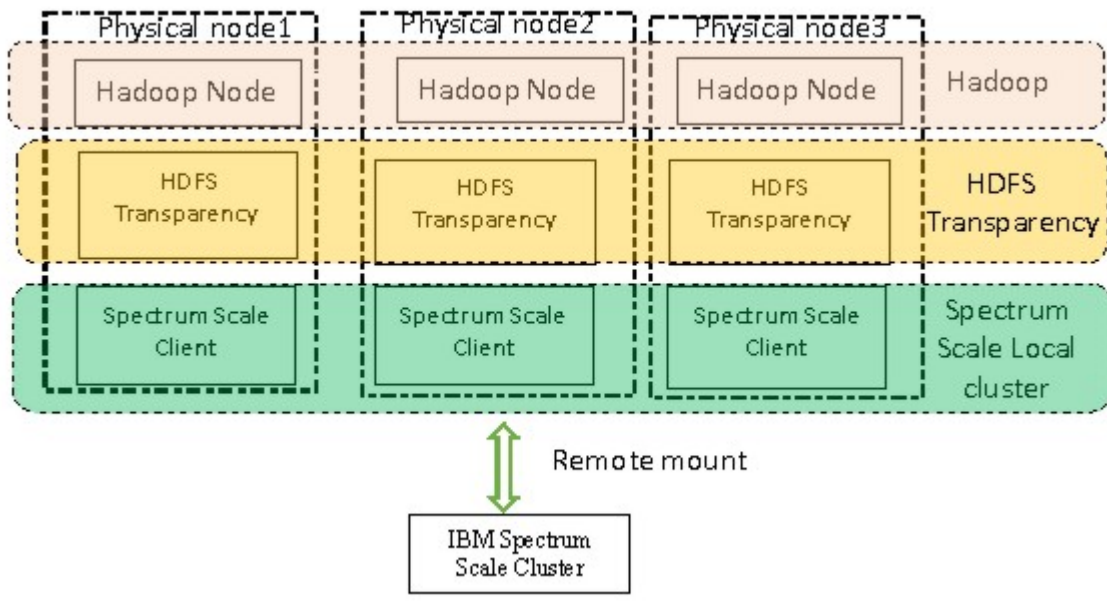 Physical node1
Physical node2
Physical node3
Hadoop Node
Hadoop Node
Hadoop Node
Hadoop
HDFS
Transparency
HDFS
Transparency
HDFS
Transparency
HDFS
Transparency
Spectrum Scale
Client
Spectrum Scale
Client
Spectrum Scale
Client
Spectrum
Scale Local
cluster
Remote mount
IBM Spectrum
Scale Cluster